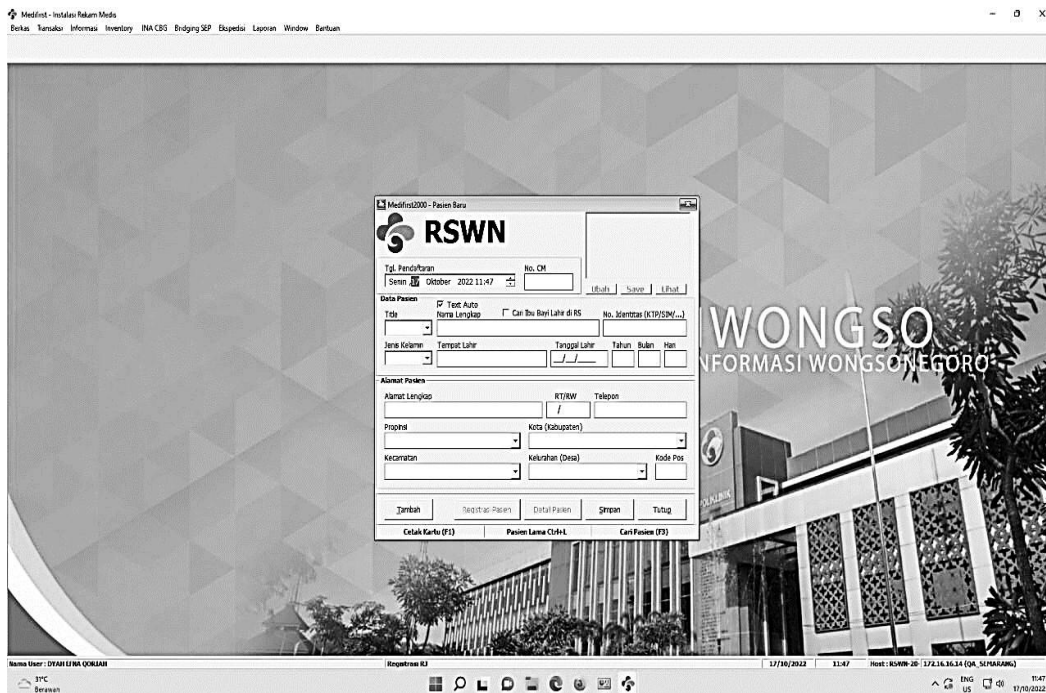 Medifirst - Instalasi Rekam Medis
Berkas Transaksi Informasi Inventory INA CBG Bridging SEP Ekspedisi Laporan Window Bantuan
Medifirst2000 - Pasien Baru
RSWN
Tgl. Pendaftaran No. CM
Senin , 17 Oktober 2022 11:47
Ubah Save Lihat
Data Pasien
Text Auto
Title Nama Lengkap Cari Ibu Bayi Lahir di RS No. Identitas (KTP/SIM/...)
Jenis Kelamin Tempat Lahir Tanggal Lahir Tahun Bulan Hari
__/__/____
Alamat Pasien
Alamat Lengkap RT/RW Telepon
/
Propinsi Kota (Kabupaten)
Kecamatan Kelurahan (Desa) Kode Pos
Tambah Registrasi Pasien Detail Pasien Simpan Tutup
Cetak Kartu (F1) Pasien Lama Ctrl+L Cari Pasien (F3)
WONGSO
NFORMASI WONGSONEGORO
POLIKLINIK
Nama User : DYAH Registrasi RJ 17/10/2022 11:47 Host : RSWN-20- 172.16.16.14 (QA_SEMARANG)
31°C
Berawan
ENG
US
11:47
17/10/2022